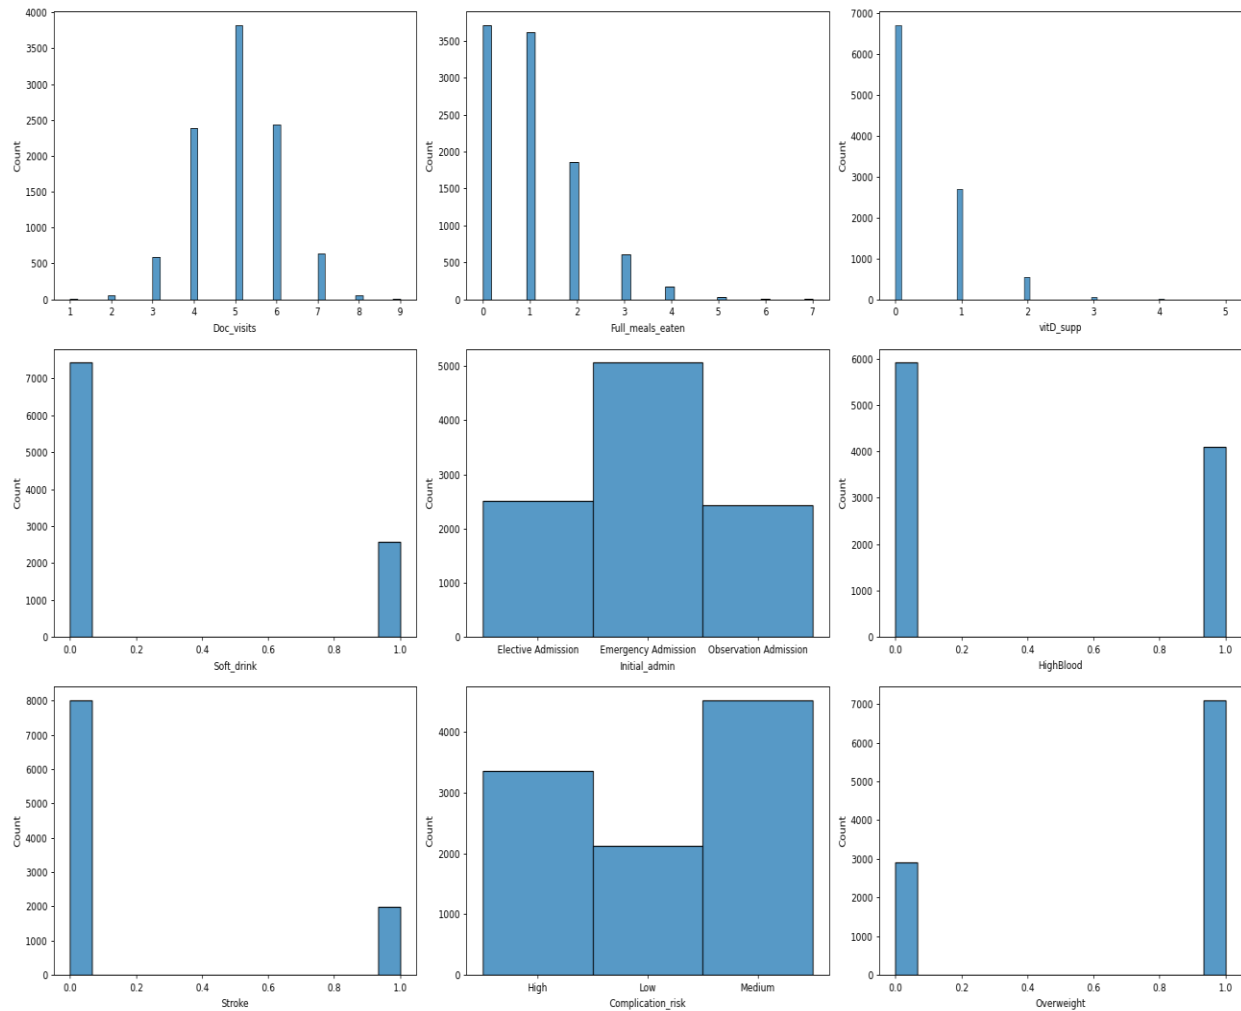 4000
3500
3000
2500
2000
1500
1000
500
0
Count
1 2 3 4 5 6 7 8 9
Doc_visits
3500
3000
2500
2000
1500
1000
500
0
Count
0 1 2 3 4 5 6 7
Full_meals_eaten
7000
6000
5000
4000
3000
2000
1000
0
Count
0 1 2 3 4 5
vitD_supp
7000
6000
5000
4000
3000
2000
1000
0
Count
0.0 0.2 0.4 0.6 0.8 1.0
Soft_drink
5000
4000
3000
2000
1000
0
Count
Elective Admission Emergency Admission Observation Admission
Initial_admin
6000
5000
4000
3000
2000
1000
0
Count
0.0 0.2 0.4 0.6 0.8 1.0
HighBlood
8000
7000
6000
5000
4000
3000
2000
1000
0
Count
0.0 0.2 0.4 0.6 0.8 1.0
Stroke
4000
3000
2000
1000
0
Count
High Low Medium
Complication_risk
7000
6000
5000
4000
3000
2000
1000
0
Count
0.0 0.2 0.4 0.6 0.8 1.0
Overweight